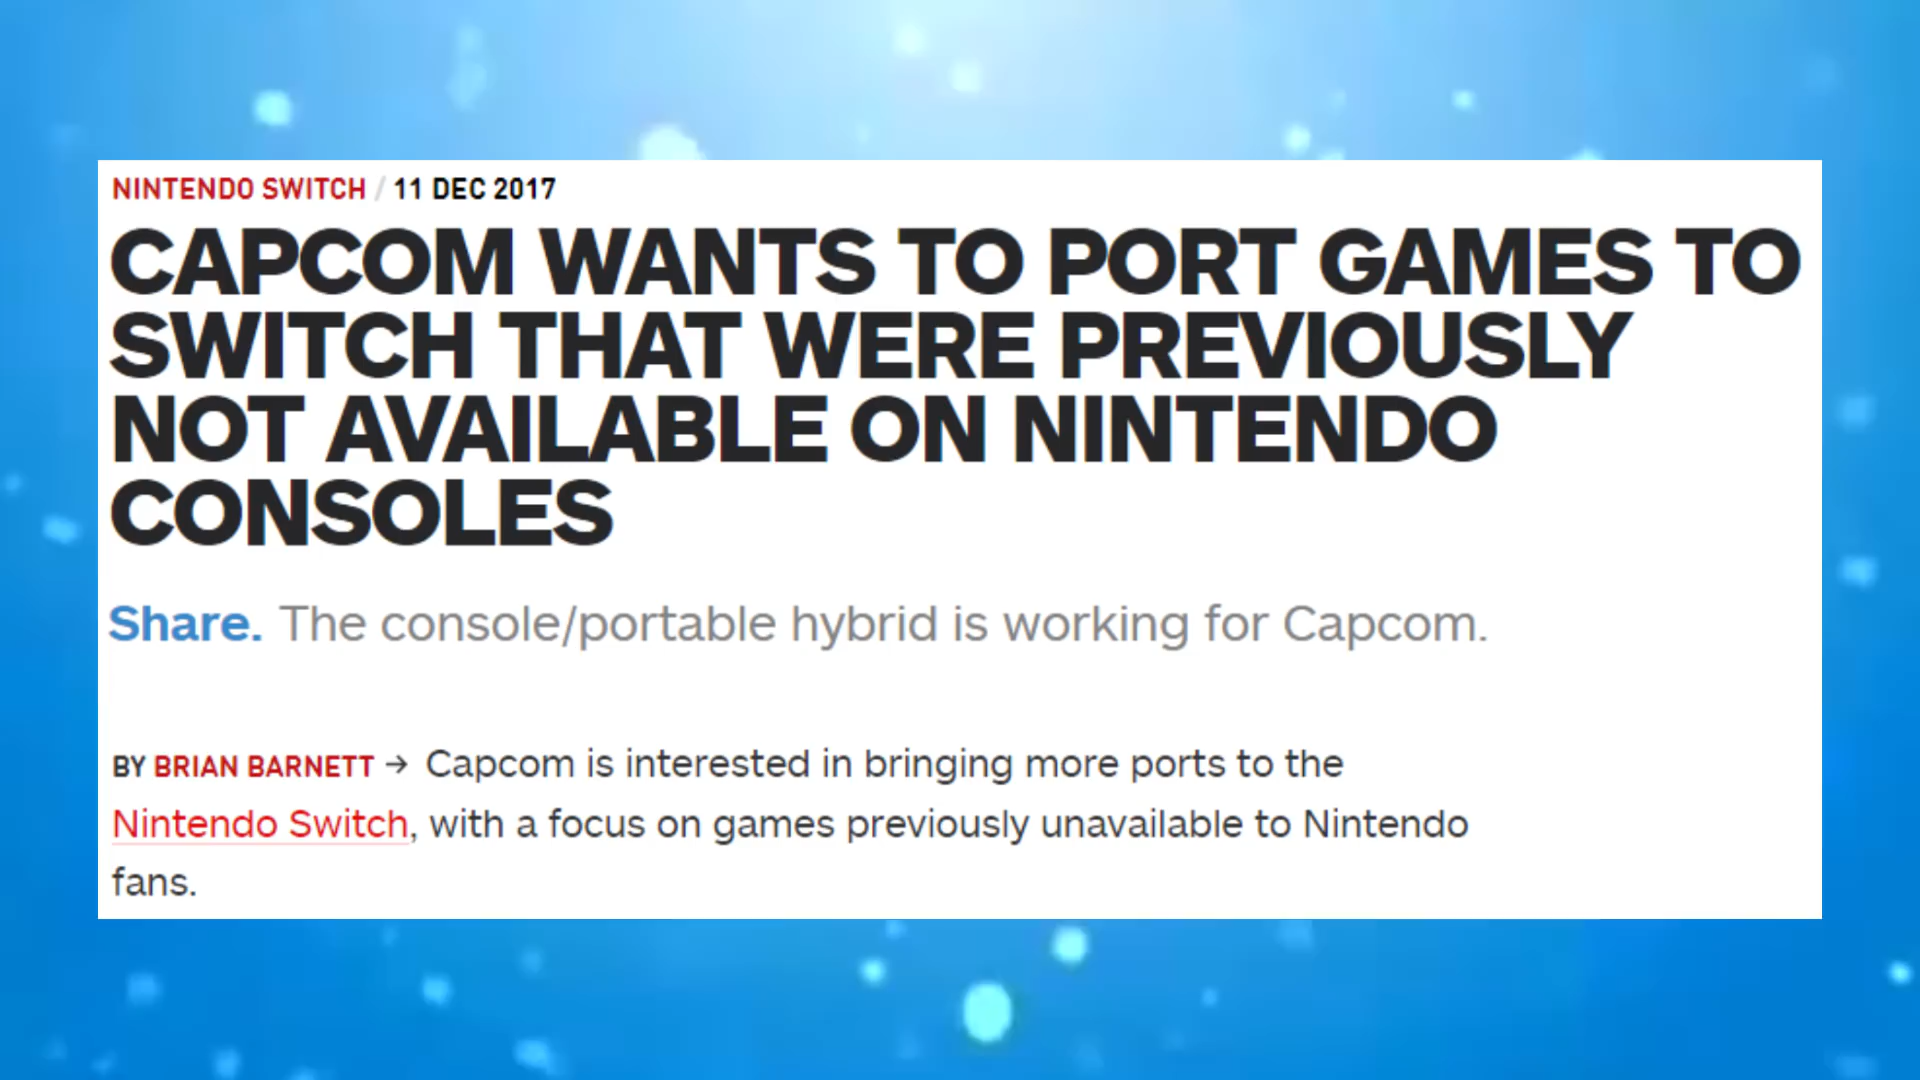 NINTENDO SWITCH / 11 DEC 2017
CAPCOM WANTS TO PORT GAMES TO
SWITCH THAT WERE PREVIOUSLY
NOT AVAILABLE ON NINTENDO
CONSOLES
Share. The console/portable hybrid is working for Capcom.
BY BRIAN BARNETT → Capcom is interested in bringing more ports to the
Nintendo Switch, with a focus on games previously unavailable to Nintendo
fans.